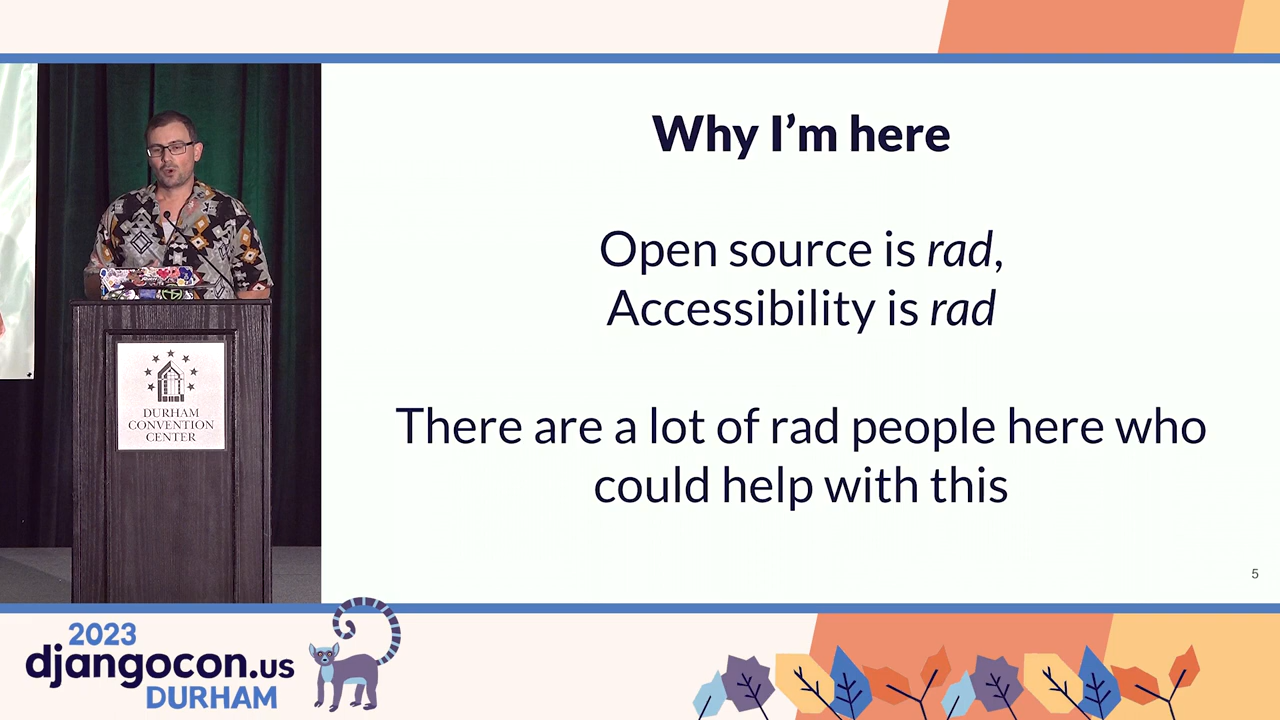 Why I’m here
Open source is rad,
Accessibility is rad
There are a lot of rad people here who
could help with this
5
DURHAM
CONVENTION
CENTER
2023
djangocon.us
DURHAM